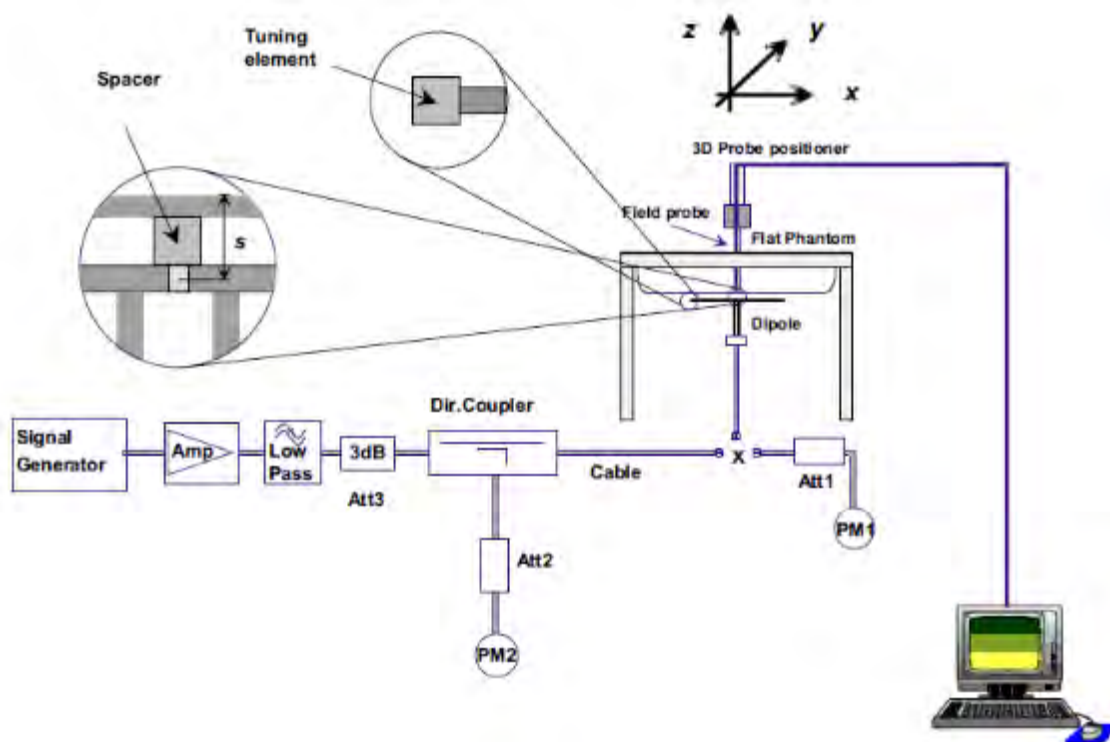 Tuning
element
Spacer
z
y
x
3D Probe positioner
Field probe
Flat Phantom
s
Dipole
Dir.Coupler
Signal
Generator
Amp
Low
Pass
3dB
Att3
Cable
X
Att1
PM1
Att2
PM2